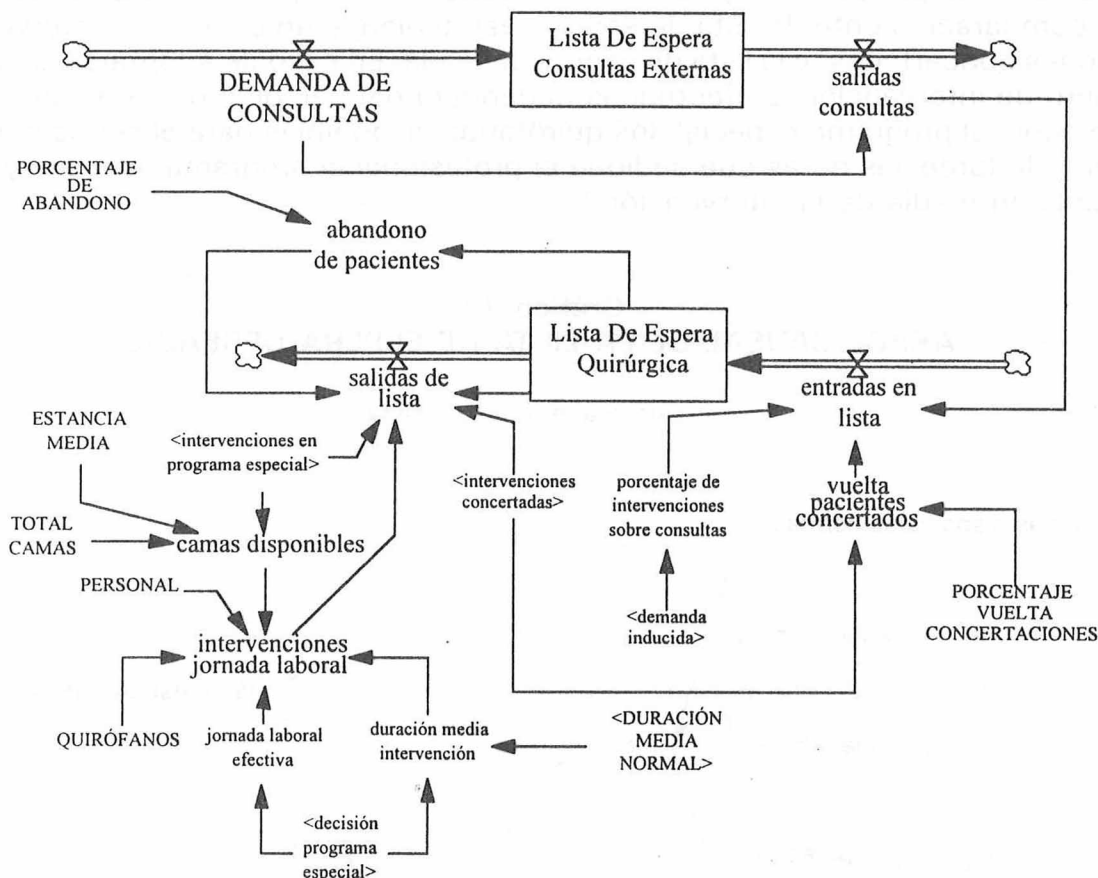 Lista De Espera
Consultas Externas
DEMANDA DE
CONSULTAS
salidas
consultas
PORCENTAJE
DE
ABANDONO
abandono
de pacientes
Lista De Espera
Quirúrgica
salidas de
lista
entradas en
lista
ESTANCIA
MEDIA
<intervenciones en
programa especial>
<intervenciones
concertadas>
porcentaje de
intervenciones
sobre consultas
vuelta
pacientes
concertados
TOTAL
CAMAS
camas disponibles
PERSONAL
<demanda
inducida>
PORCENTAJE
VUELTA
CONCERTACIONES
intervenciones
jornada laboral
QUIRÓFANOS
jornada laboral
efectiva
duración media
intervención
<DURACIÓN
MEDIA
NORMAL>
<decisión
programa
especial>